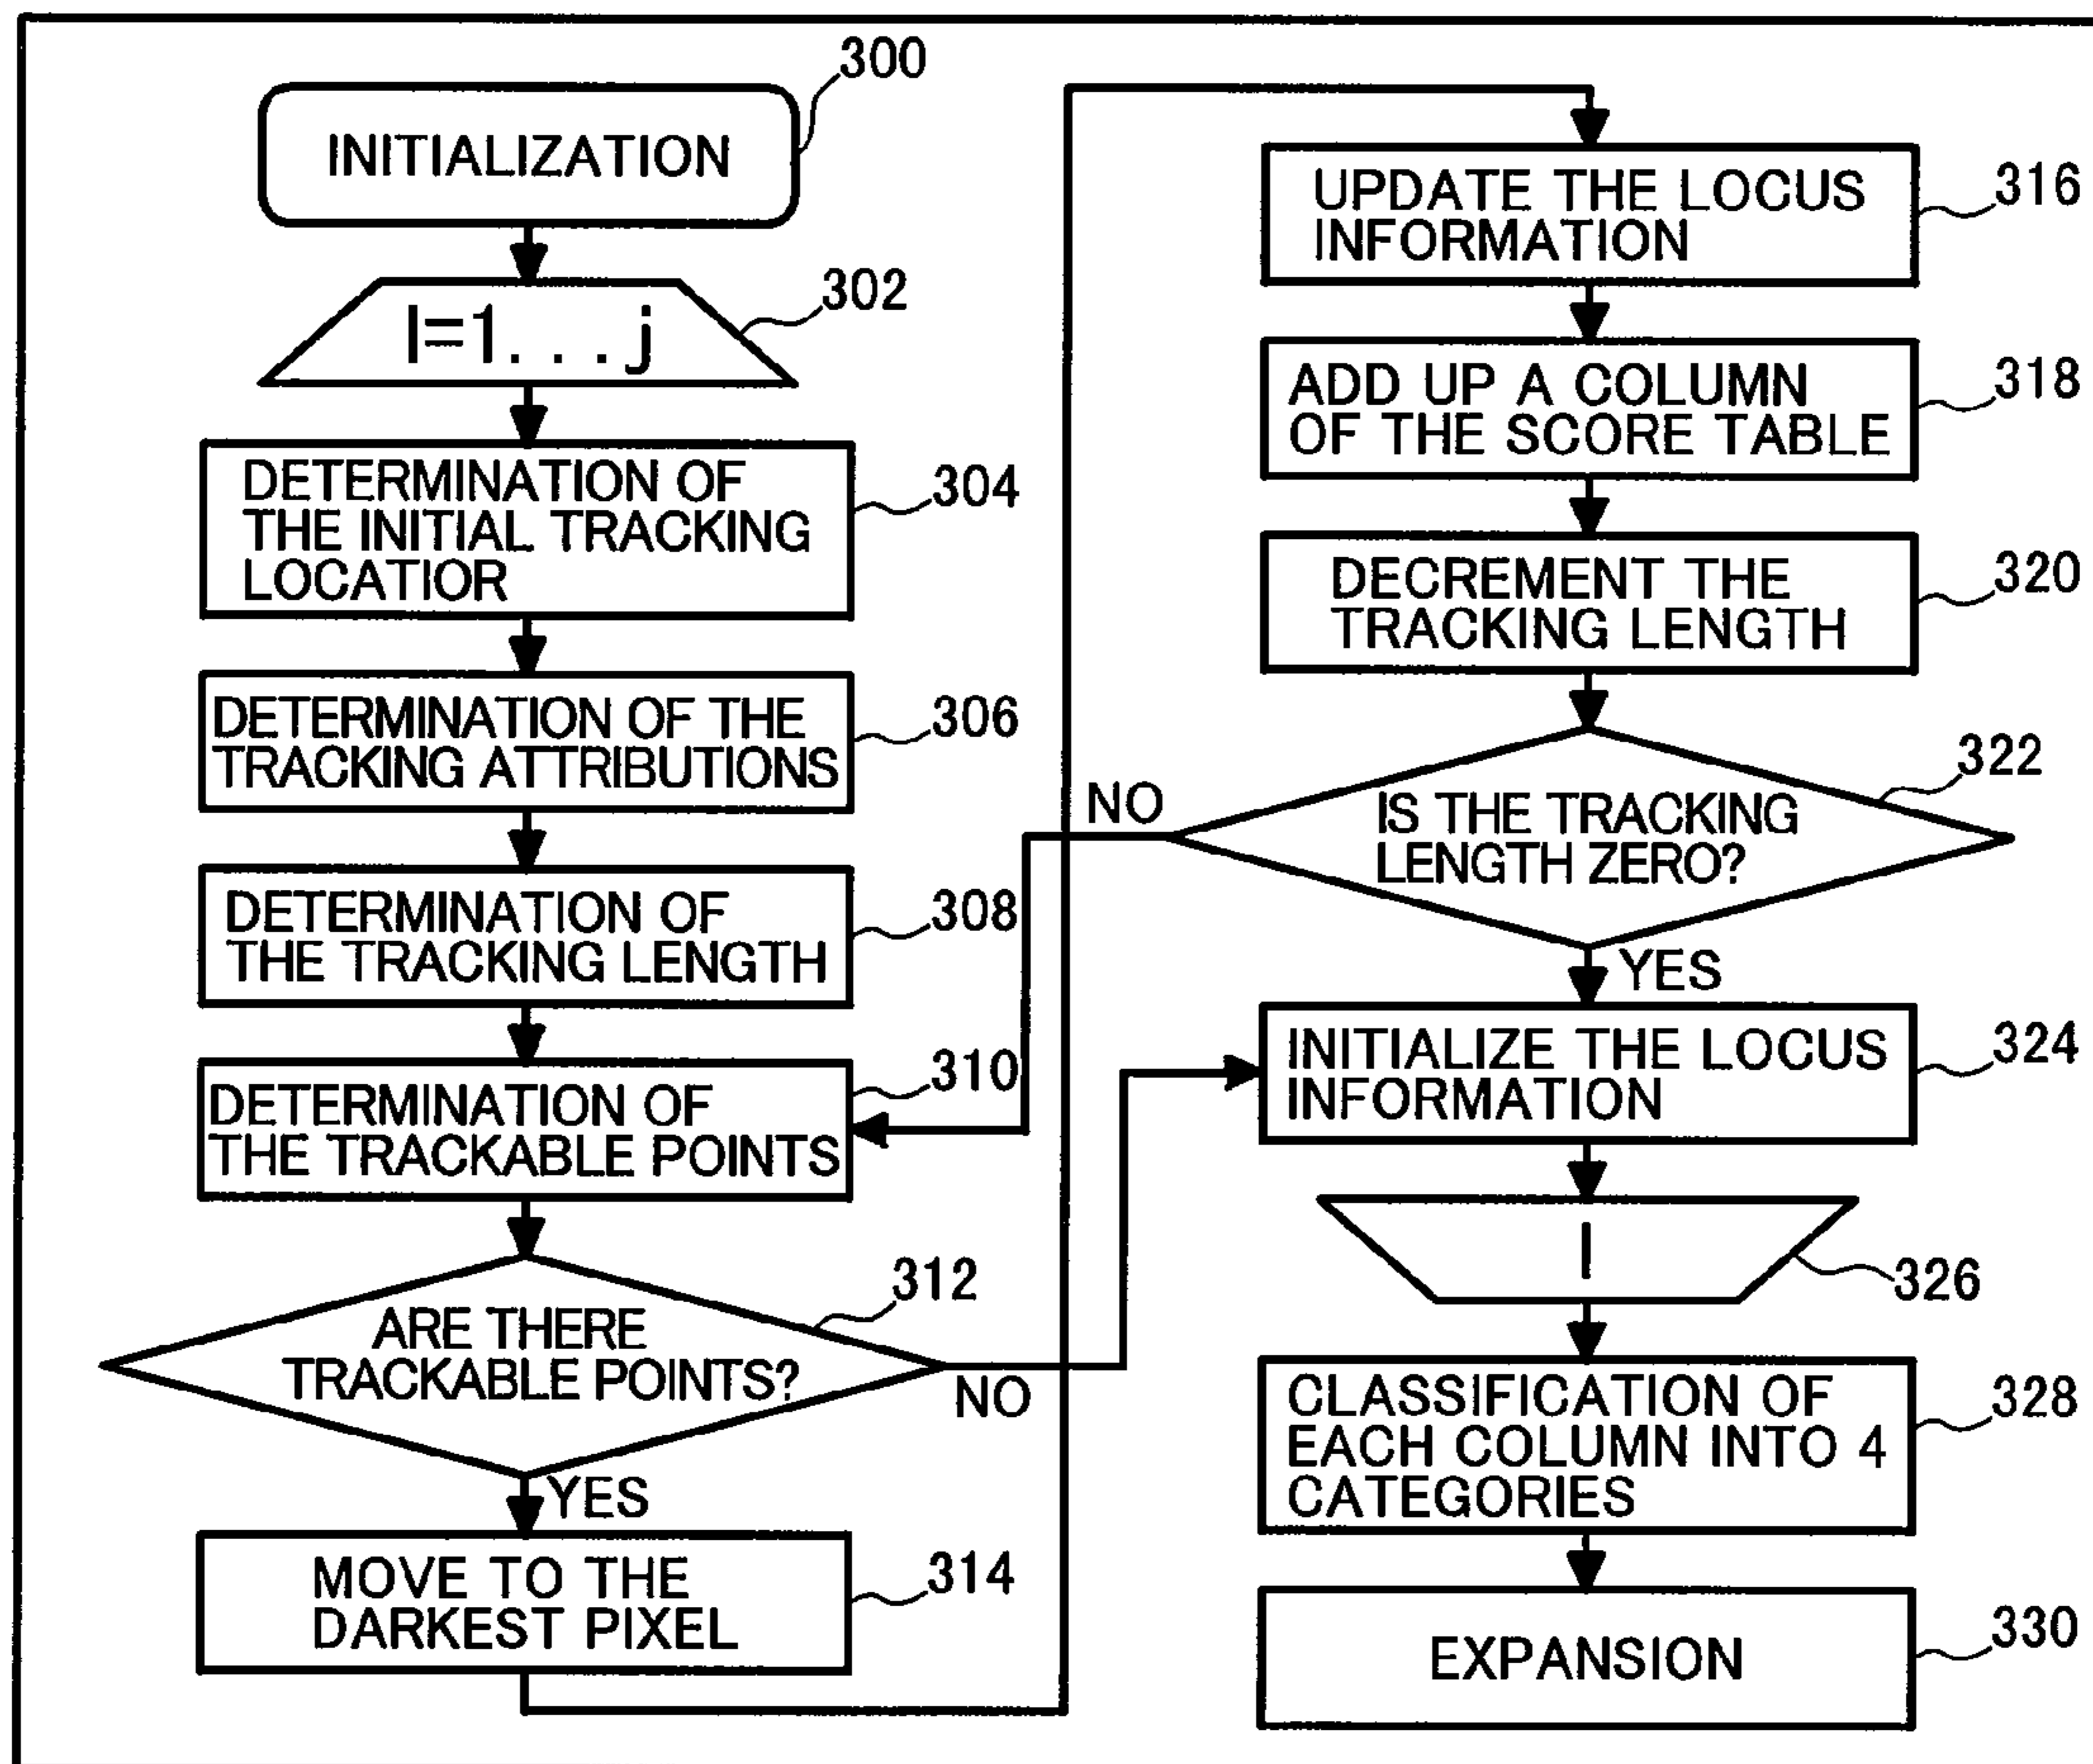 300
INITIALIZATION
302
I=1...j
304
DETERMINATION OF
THE INITIAL TRACKING
LOCATIOR
306
DETERMINATION OF THE
TRACKING ATTRIBUTIONS
308
DETERMINATION OF
THE TRACKING LENGTH
310
DETERMINATION OF
THE TRACKABLE POINTS
312
ARE THERE
TRACKABLE POINTS?
NO
YES
314
MOVE TO THE
DARKEST PIXEL
316
UPDATE THE LOCUS
INFORMATION
318
ADD UP A COLUMN
OF THE SCORE TABLE
320
DECREMENT THE
TRACKING LENGTH
322
NO
IS THE TRACKING
LENGTH ZERO?
YES
324
INITIALIZE THE LOCUS
INFORMATION
I
326
328
CLASSIFICATION OF
EACH COLUMN INTO 4
CATEGORIES
330
EXPANSION